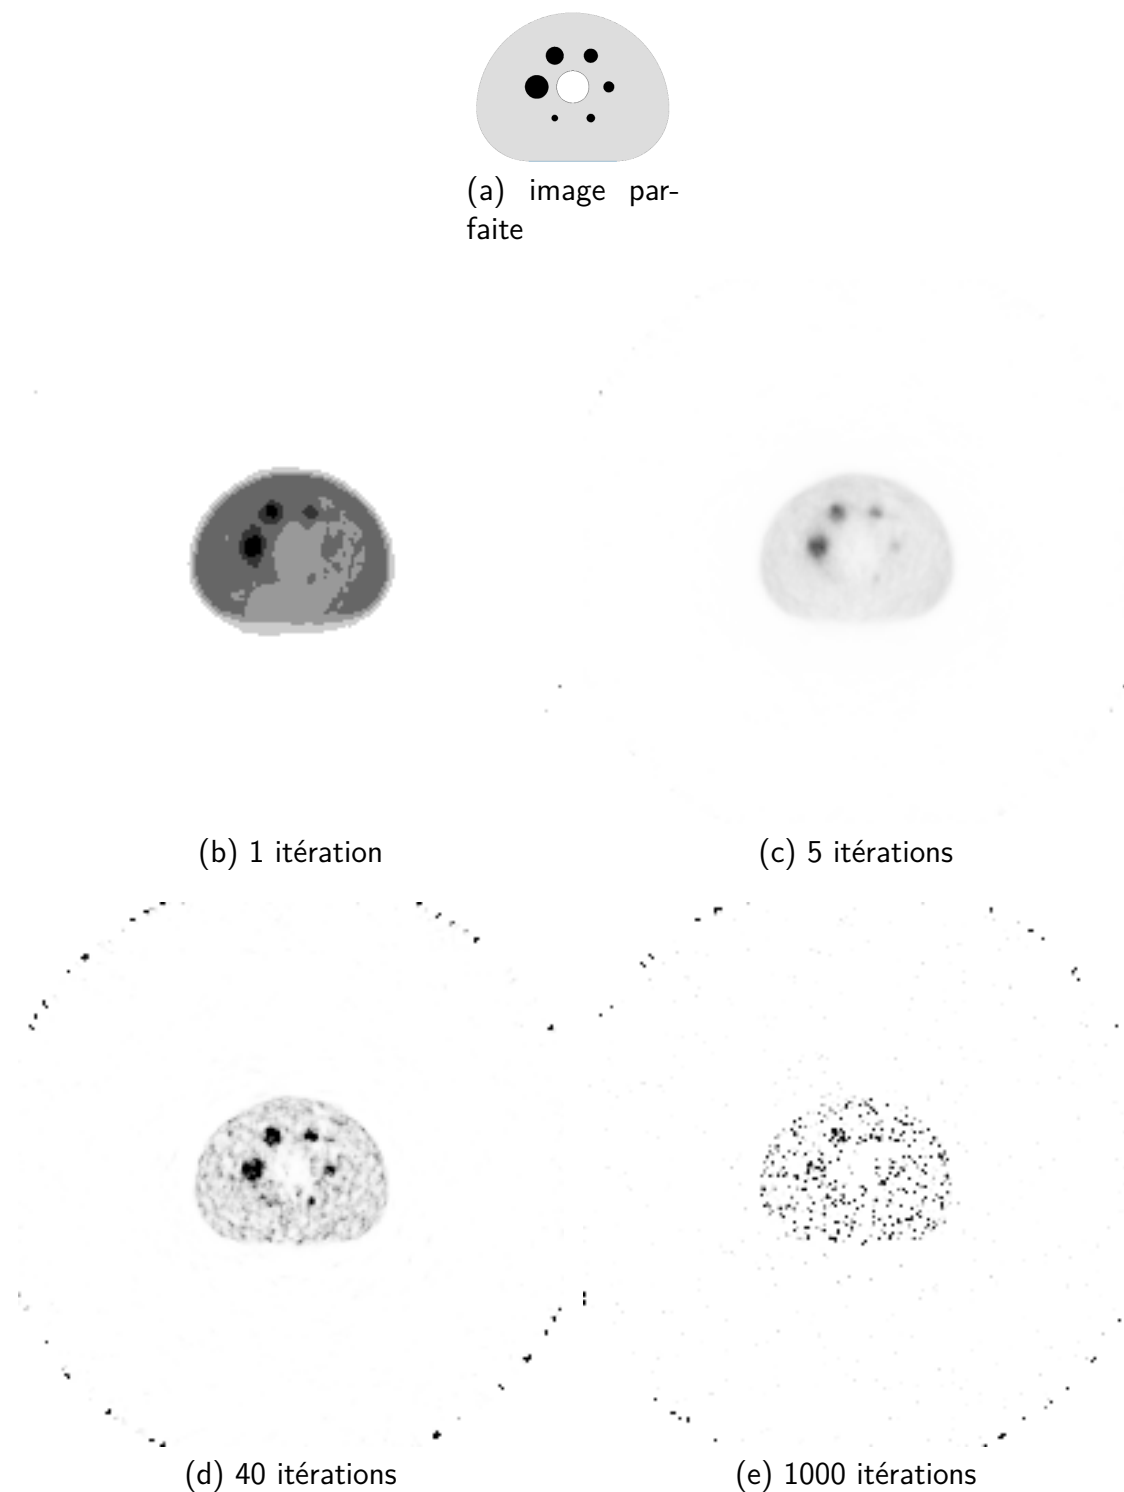 (a) image par-
faite
(b) 1 itération
(c) 5 itérations
(d) 40 itérations
(e) 1000 itérations